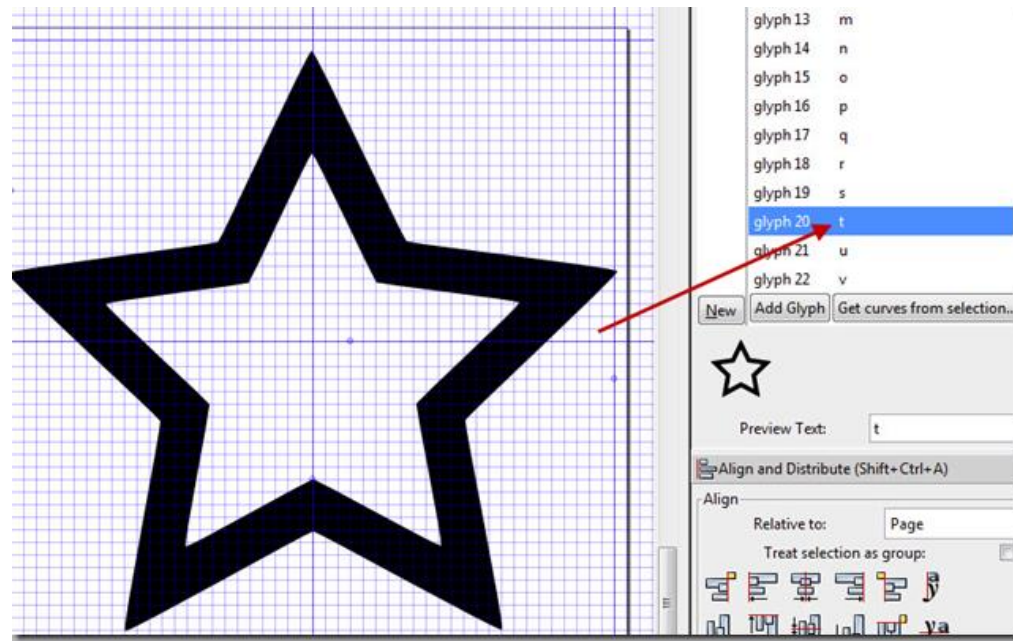 glyph 13 m
glyph 14 n
glyph 15 o
glyph 16 p
glyph 17 q
glyph 18 r
glyph 19 s
glyph 20 t
glyph 21 u
glyph 22 v
New Add Glyph Get curves from selection...
Preview Text: t
Align and Distribute (Shift+Ctrl+A)
Align
Relative to: Page
Treat selection as group: